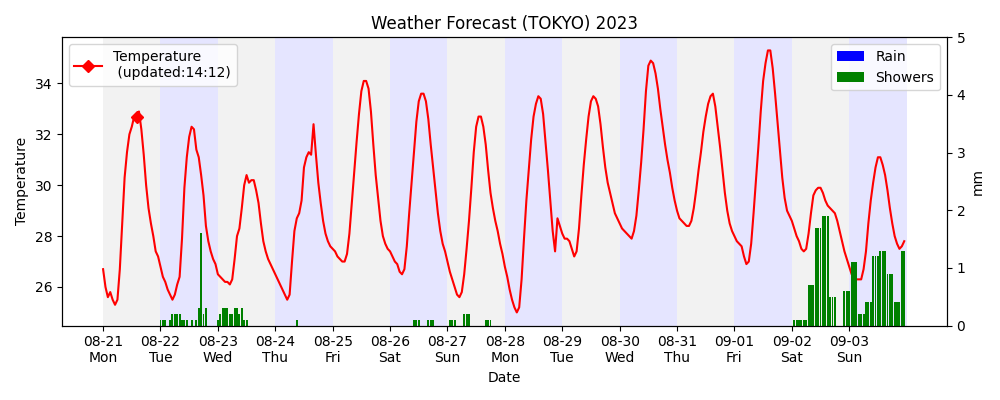 Weather Forecast (TOKYO) 2023
Temperature
(updated:14:12)
Rain
Showers
Temperature
34
32
30
28
26
5
4
3
2
1
0
mm
08-21 08-22 08-23 08-24 08-25 08-26 08-27 08-28 08-29 08-30 08-31 09-01 09-02 09-03
Mon Tue Wed Thu Fri Sat Sun Mon Tue Wed Thu Fri Sat Sun
Date